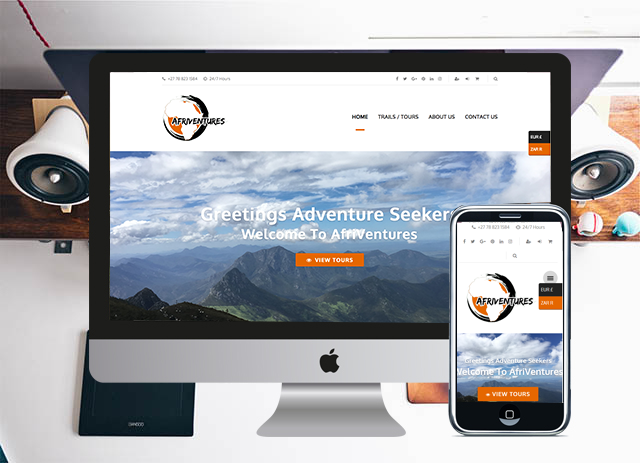 +27 78 823 1584 24/7 Hours
AFRIVENTURES
HOME TRAILS / TOURS ABOUT US CONTACT US
EUR £
ZAR R
Greetings Adventure Seeker
Welcome To AfriVentures
VIEW TOURS
+27 78 823 1584 24/7 Hours
EUR £
ZAR R
AFRIVENTURES
Greetings Adventure Seekers
Welcome To AfriVentures
VIEW TOURS